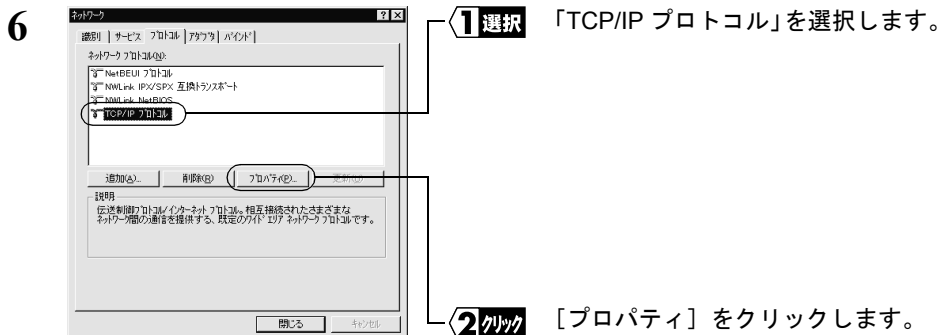 6
ネットワーク
識別 サービス プロトコル アダプタ バインド
ネットワーク プロトコル(N):
NetBEUI プロトコル
NWLink IPX/SPX 互換トランスポート
NWLink NetBIOS
TCP/IP プロトコル
追加(A)... 削除(R) プロパティ(P)... 更新(U)
説明
伝送制御プロトコル/インターネット プロトコル。相互接続されたさまざまな
ネットワーク間の通信を提供する、既定のワイド エリア ネットワーク プロトコルです。
閉じる キャンセル
1 選択 「TCP/IP プロトコル」を選択します。
2 クリック ［プロパティ］をクリックします。